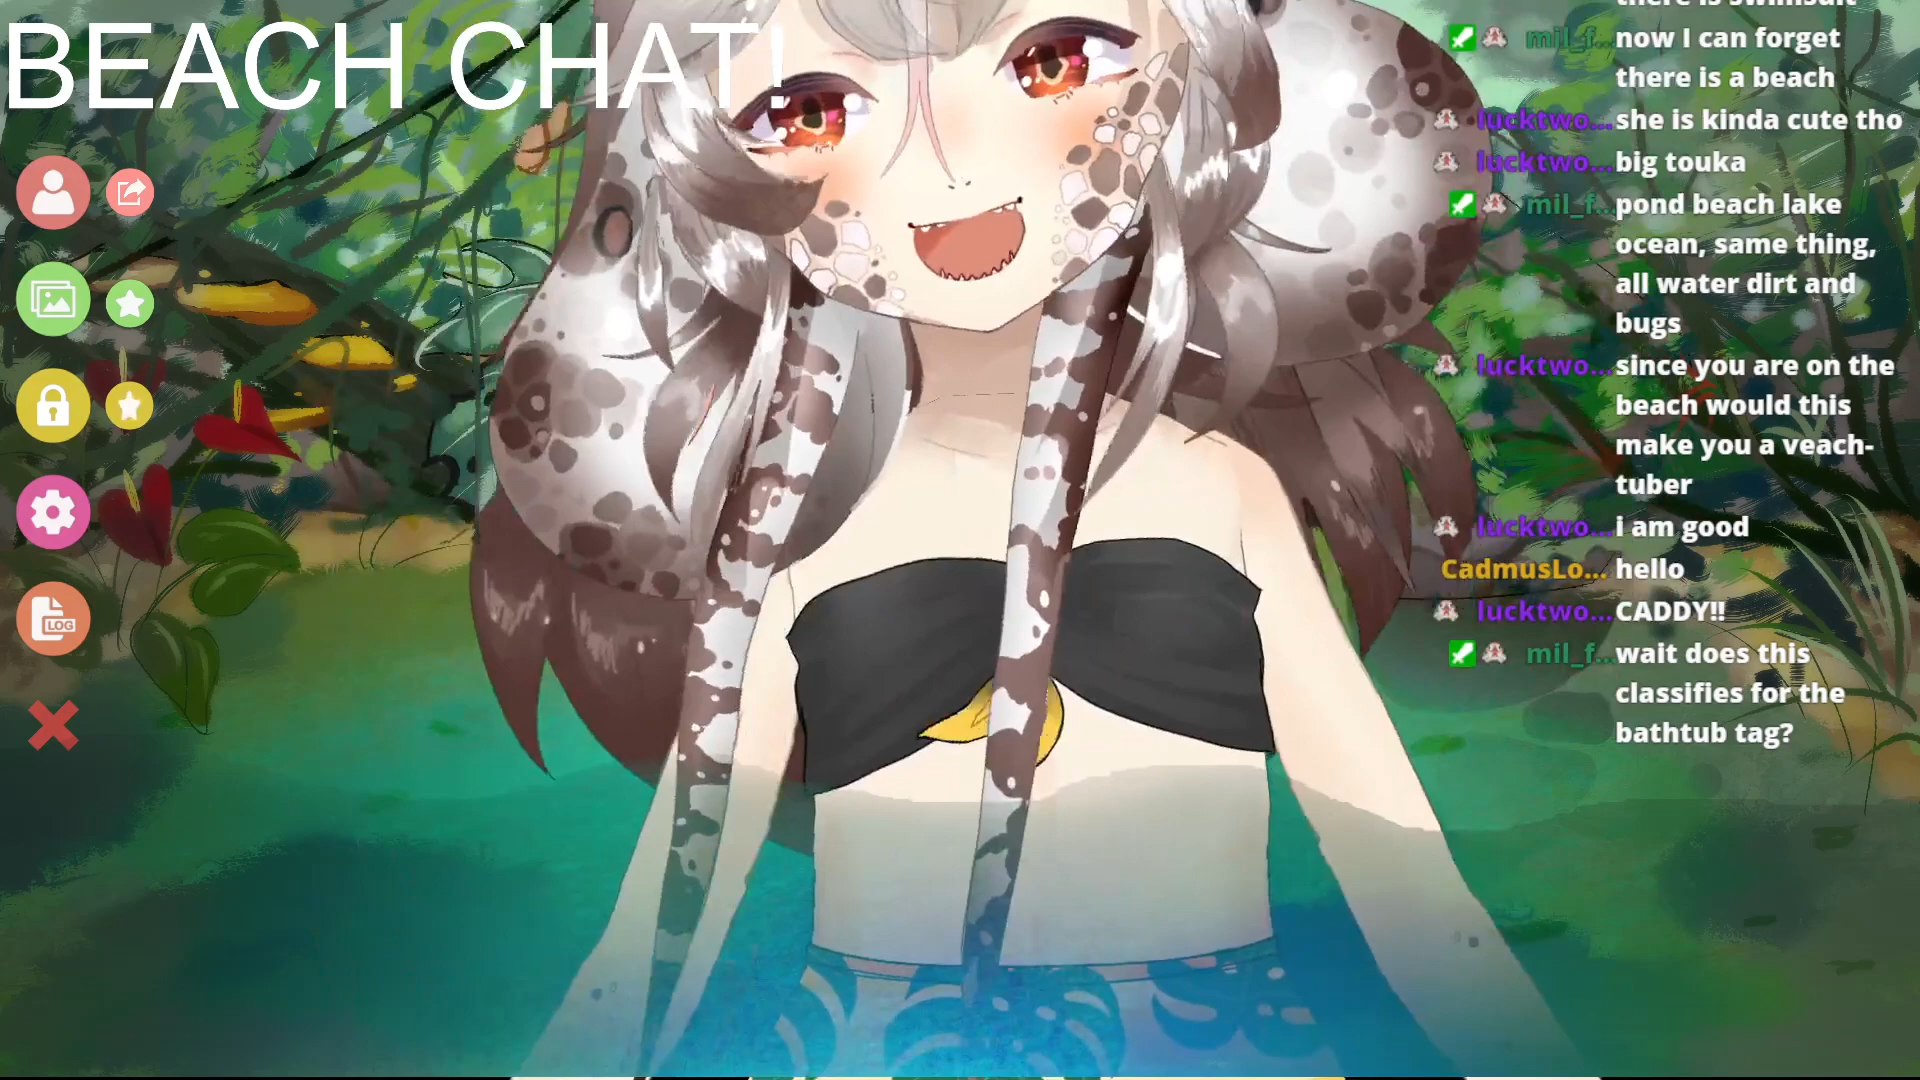 BEACH CHAT!
LOG
mil_f... now I can forget
there is a beach
lucktwo... she is kinda cute tho
lucktwo... big touka
mil_f... pond beach lake
ocean, same thing,
all water dirt and
bugs
lucktwo... since you are on the
beach would this
make you a veach-
tuber
lucktwo... i am good
CadmusLo... hello
lucktwo... CADDY!!
mil_f... wait does this
classifies for the
bathtub tag?